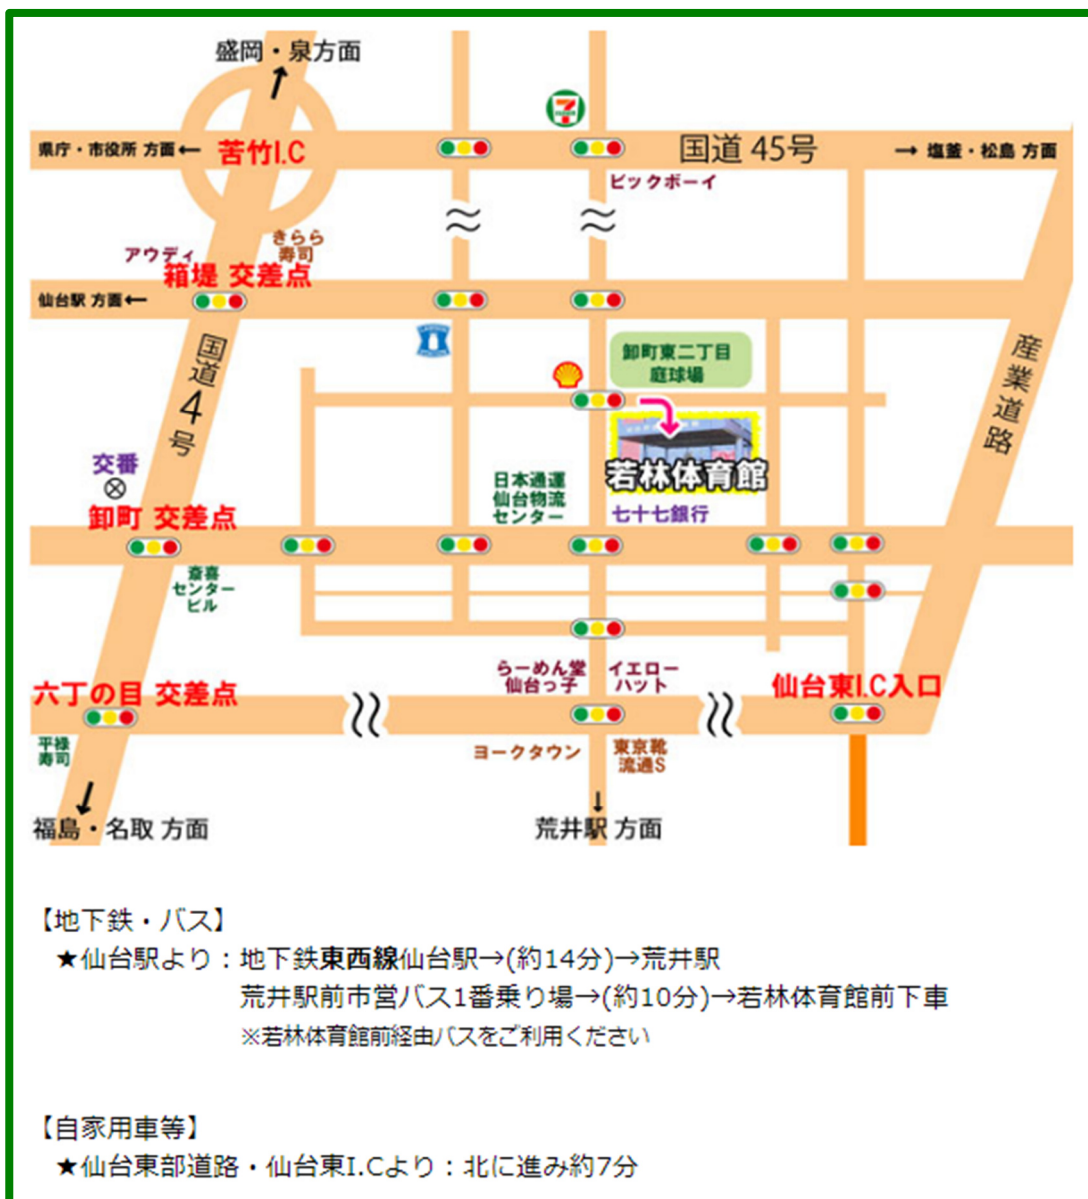 盛岡・泉方面
県庁・市役所 方面←
苦竹I.C
国道 45号
→ 塩釜・松島 方面
ビックボーイ
アウディ
きらら
寿司
箱堤 交差点
仙台駅 方面←
国道4号
卸町東二丁目
庭球場
産業道路
若林体育館
交番
日本通運
仙台物流
センター
七十七銀行
卸町 交差点
斎喜
センター
ビル
らーめん堂
仙台っ子
イエロー
ハット
六丁の目 交差点
仙台東I.C入口
平禄
寿司
ヨークタウン
東京靴
流通S
福島・名取 方面
荒井駅 方面
【地下鉄・バス】
★仙台駅より：地下鉄東西線仙台駅→(約14分)→荒井駅
荒井駅前市営バス1番乗り場→(約10分)→若林体育館前下車
※若林体育館前経由バスをご利用ください
【自家用車等】
★仙台東部道路・仙台東I.Cより：北に進み約7分